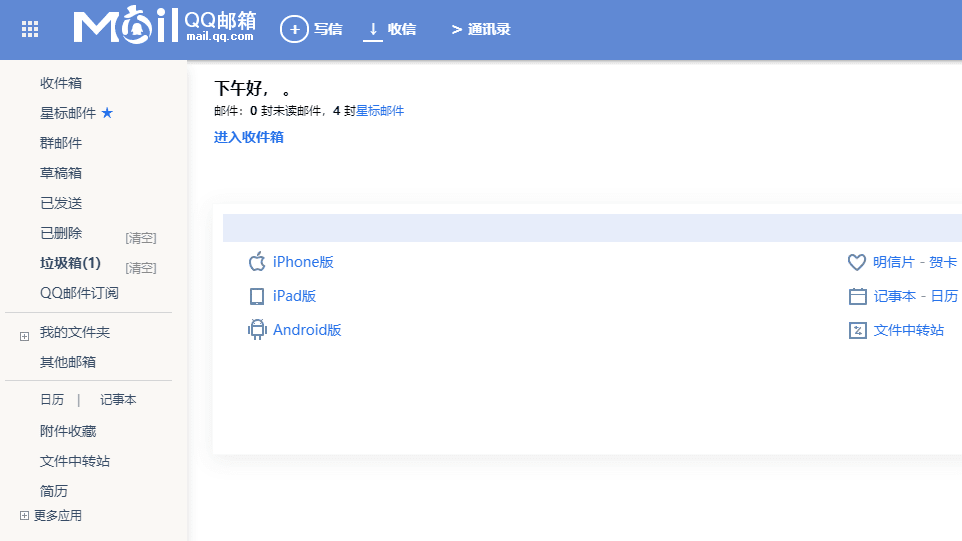 Mail QQ邮箱
mail.qq.com
写信 收信 > 通讯录
收件箱
星标邮件 ★
群邮件
草稿箱
已发送
已删除 [清空]
垃圾箱(1) [清空]
QQ邮件订阅
我的文件夹
其他邮箱
日历 | 记事本
附件收藏
文件中转站
简历
更多应用
下午好， 。
邮件：0 封未读邮件，4 封星标邮件
进入收件箱
iPhone版
iPad版
Android版
明信片 - 贺卡
记事本 - 日历
文件中转站